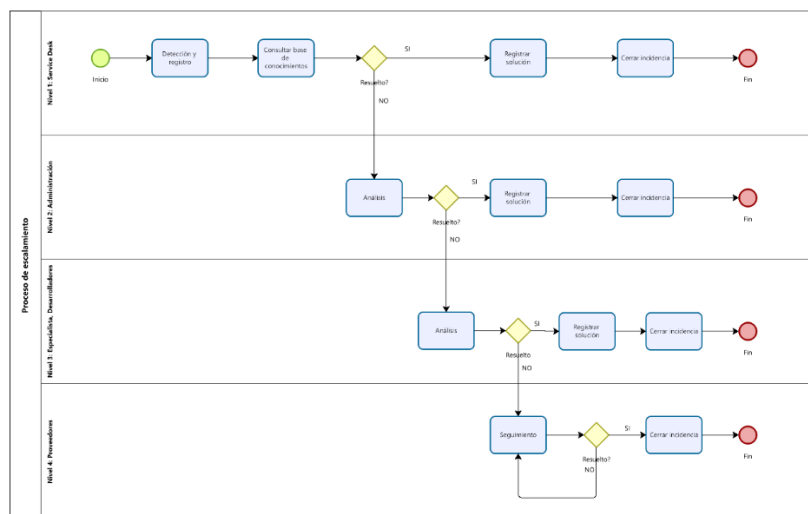 Proceso de escalamiento
Nivel 1: Service Desk
Inicio
Detección y
registro
Consultar base
de
conocimientos
Resuelto?
SI
NO
Registrar
solución
Cerrar incidencia
Fin
Nivel 2: Administración
Análisis
Resuelto?
SI
NO
Registrar
solución
Cerrar incidencia
Fin
Nivel 3: Especialista, Desarrolladores
Análisis
Resuelto
SI
NO
Registrar
solución
Cerrar incidencia
Fin
Nivel 4: Proveedores
Seguimiento
Resuelto?
SI
NO
Cerrar incidencia
Fin